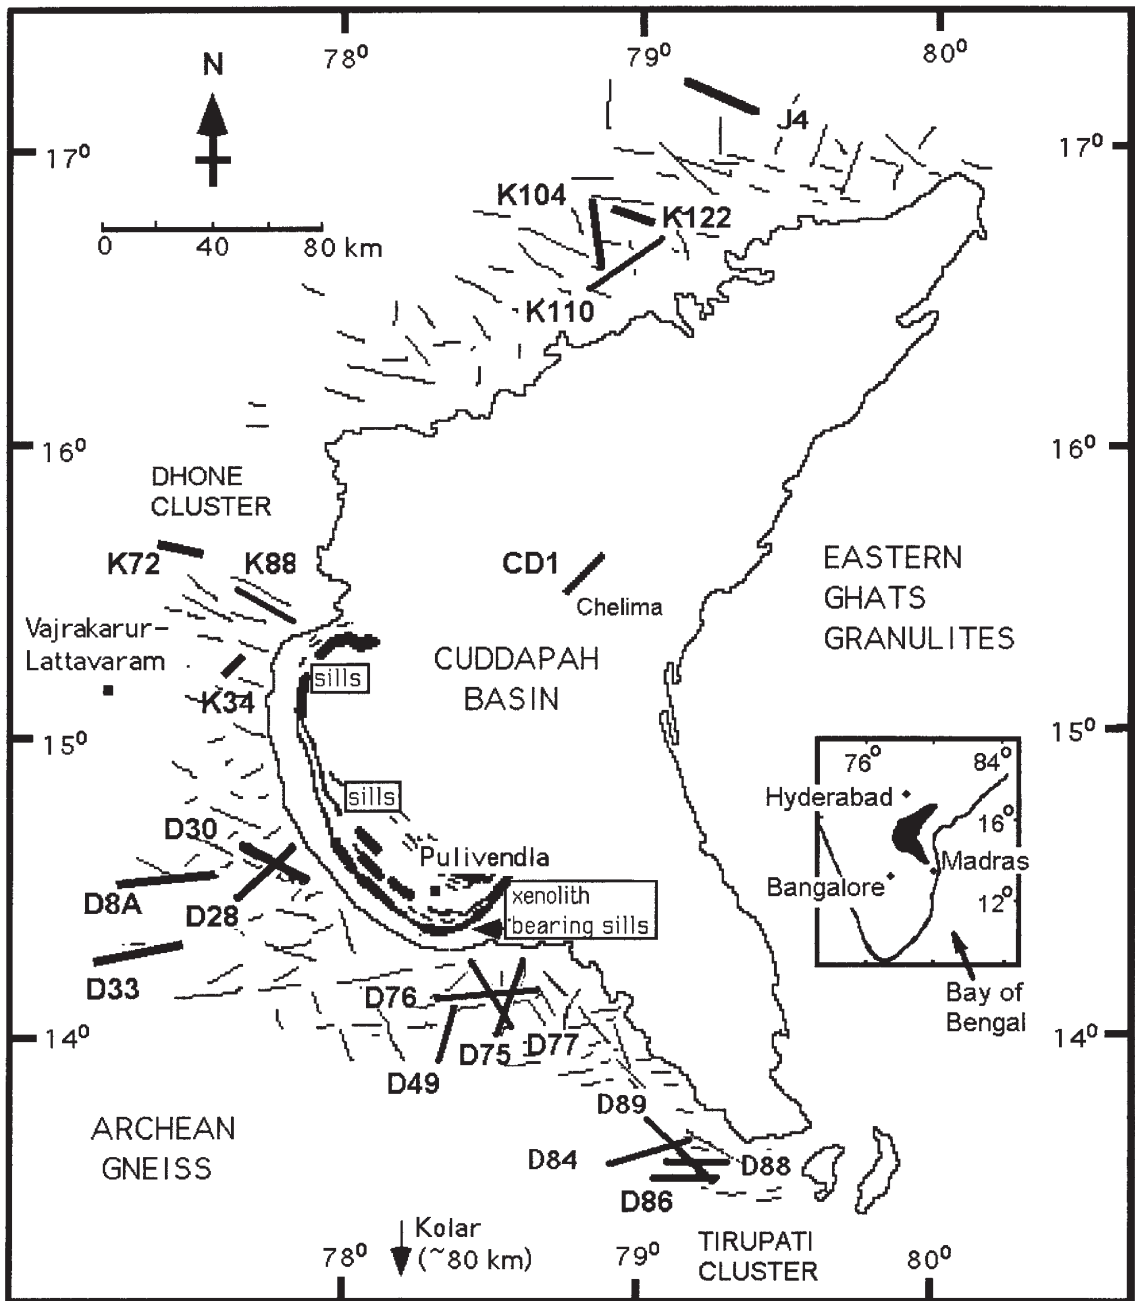 78⁰
79⁰
80⁰
N
J4
17⁰
17⁰
K104
K122
0 40 80 km
K110
16⁰
16⁰
DHONE
CLUSTER
K72
K88
CD1
Chelima
EASTERN
GHATS
GRANULITES
Vajrakarur-
Lattavaram
CUDDAPAH
BASIN
sills
K34
15⁰
15⁰
76⁰
84⁰
Hyderabad
16⁰
Madras
Bangalore
12⁰
sills
D30
Pulivendla
D8A
D28
xenolith
bearing sills
D33
D76
Bay of
Bengal
14⁰
14⁰
D75
D77
D49
D89
ARCHEAN
GNEISS
D84
D88
D86
Kolar
(~80 km)
TIRUPATI
CLUSTER
78⁰
79⁰
80⁰